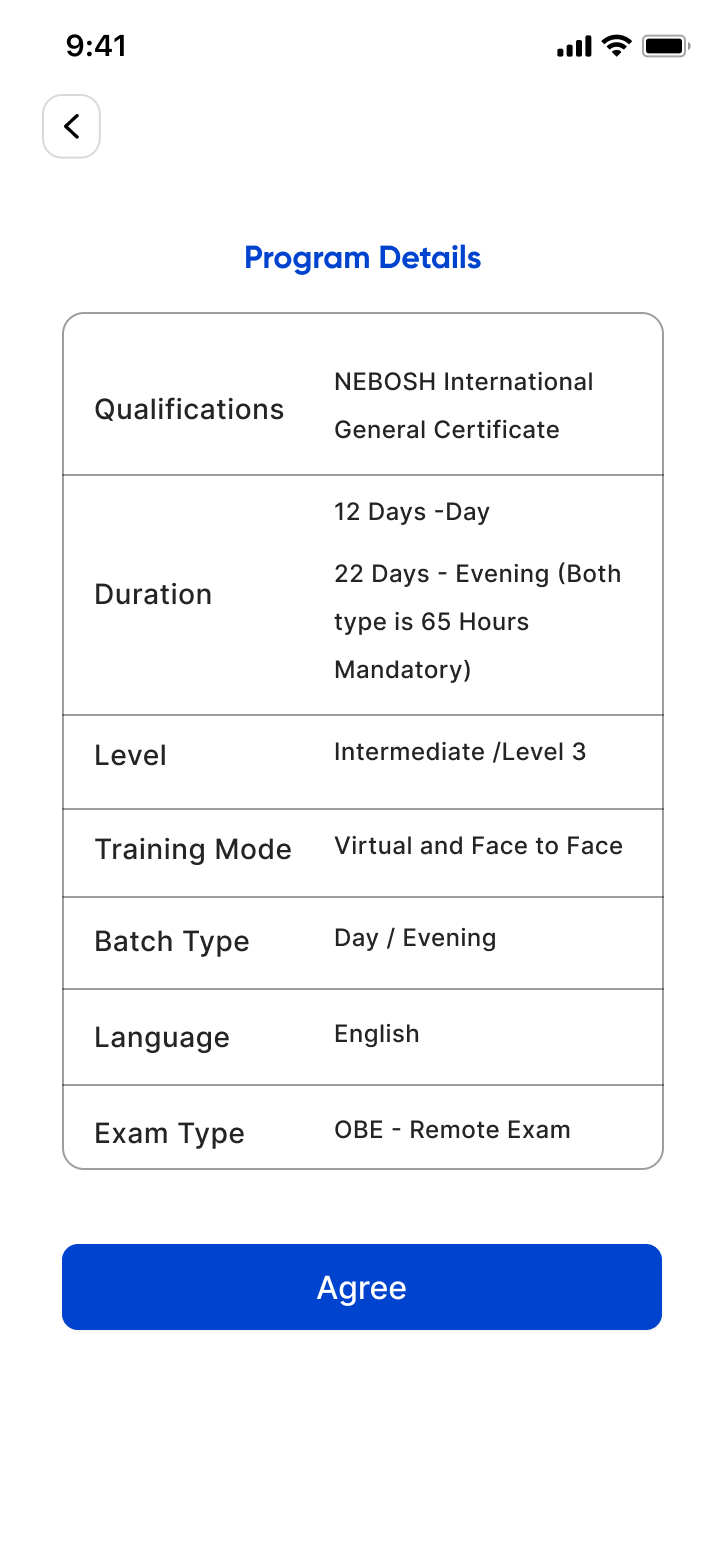 9:41
Program Details
Qualifications
NEBOSH International
General Certificate
Duration
12 Days -Day
22 Days - Evening (Both
type is 65 Hours
Mandatory)
Level
Intermediate /Level 3
Training Mode
Virtual and Face to Face
Batch Type
Day / Evening
Language
English
Exam Type
OBE - Remote Exam
Agree